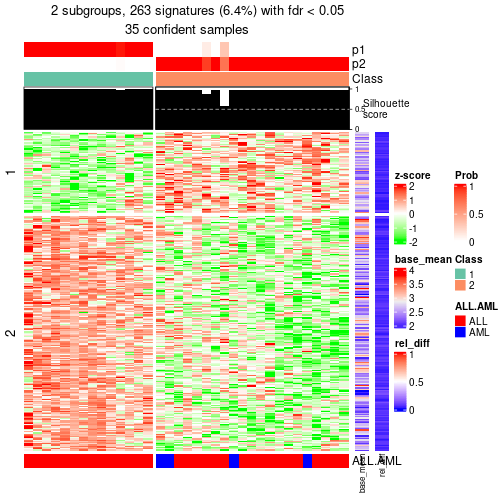 2 subgroups, 263 signatures (6.4%) with fdr < 0.05
35 confident samples
p1
p2
Class
1
0.5
0
Silhouette
score
1
2
z-score
2
1
0
-1
-2
Prob
1
0.5
0
base_mean
4
3.5
3
2.5
2
Class
1
2
ALL.AML
ALL
AML
rel_diff
1
0.5
0
ALL.AML